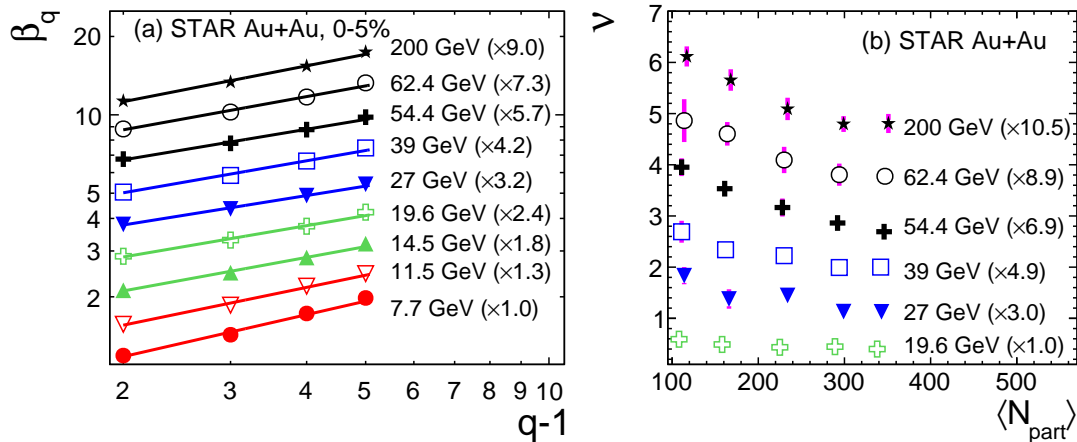 β_q
(a) STAR Au+Au, 0-5%
20
10
5
4
3
2
200 GeV (×9.0)
62.4 GeV (×7.3)
54.4 GeV (×5.7)
39 GeV (×4.2)
27 GeV (×3.2)
19.6 GeV (×2.4)
14.5 GeV (×1.8)
11.5 GeV (×1.3)
7.7 GeV (×1.0)
2 3 4 5 6 7 8 10
q-1
ν
(b) STAR Au+Au
7
6
5
4
3
2
1
200 GeV (×10.5)
62.4 GeV (×8.9)
54.4 GeV (×6.9)
39 GeV (×4.9)
27 GeV (×3.0)
19.6 GeV (×1.0)
100 200 300 400 500
⟨N_part⟩